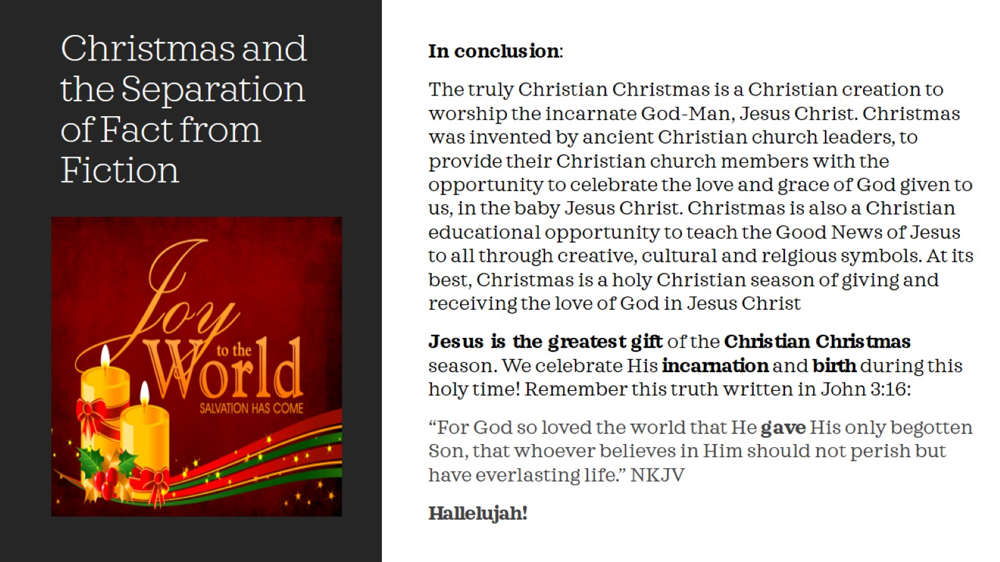 Christmas and
the Separation
of Fact from
Fiction
Joy
to the
World
SALVATION HAS COME
In conclusion:
The truly Christian Christmas is a Christian creation to
worship the incarnate God-Man, Jesus Christ. Christmas
was invented by ancient Christian church leaders, to
provide their Christian church members with the
opportunity to celebrate the love and grace of God given to
us, in the baby Jesus Christ. Christmas is also a Christian
educational opportunity to teach the Good News of Jesus
to all through creative, cultural and relgious symbols. At its
best, Christmas is a holy Christian season of giving and
receiving the love of God in Jesus Christ
Jesus is the greatest gift of the Christian Christmas
season. We celebrate His incarnation and birth during this
holy time! Remember this truth written in John 3:16:
“For God so loved the world that He gave His only begotten
Son, that whoever believes in Him should not perish but
have everlasting life.” NKJV
Hallelujah!